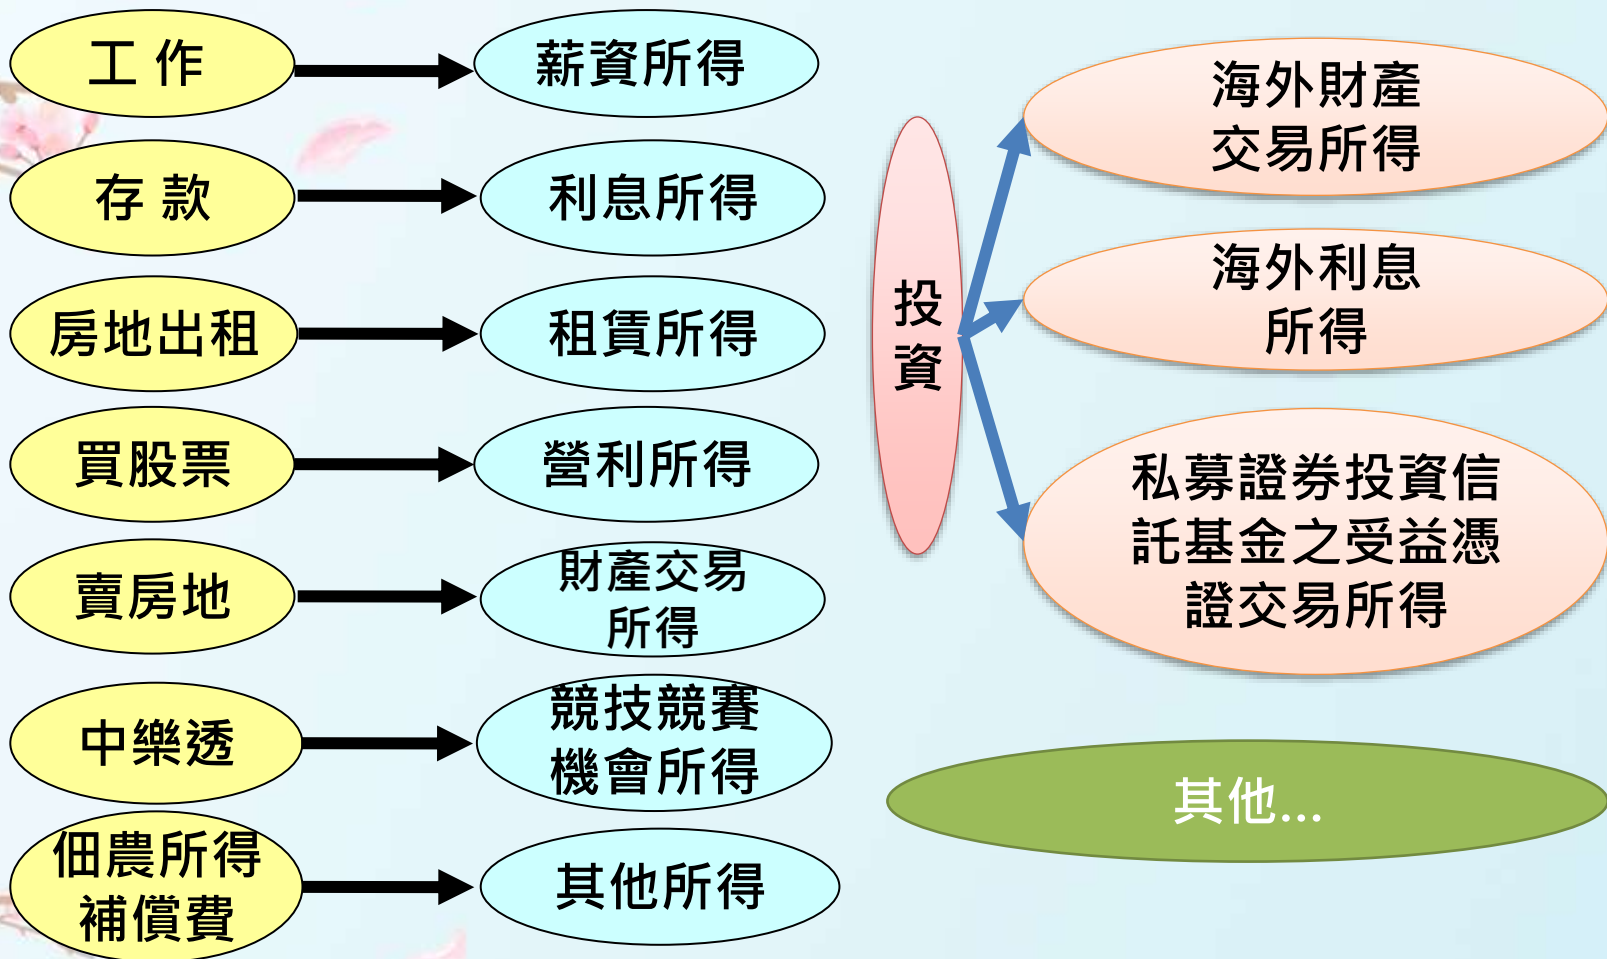 工 作
薪資所得
存 款
利息所得
房地出租
租賃所得
買股票
營利所得
賣房地
財產交易
所得
中樂透
競技競賽
機會所得
佃農所得
補償費
其他所得
投
資
海外財產
交易所得
海外利息
所得
私募證券投資信
託基金之受益憑
證交易所得
其他...